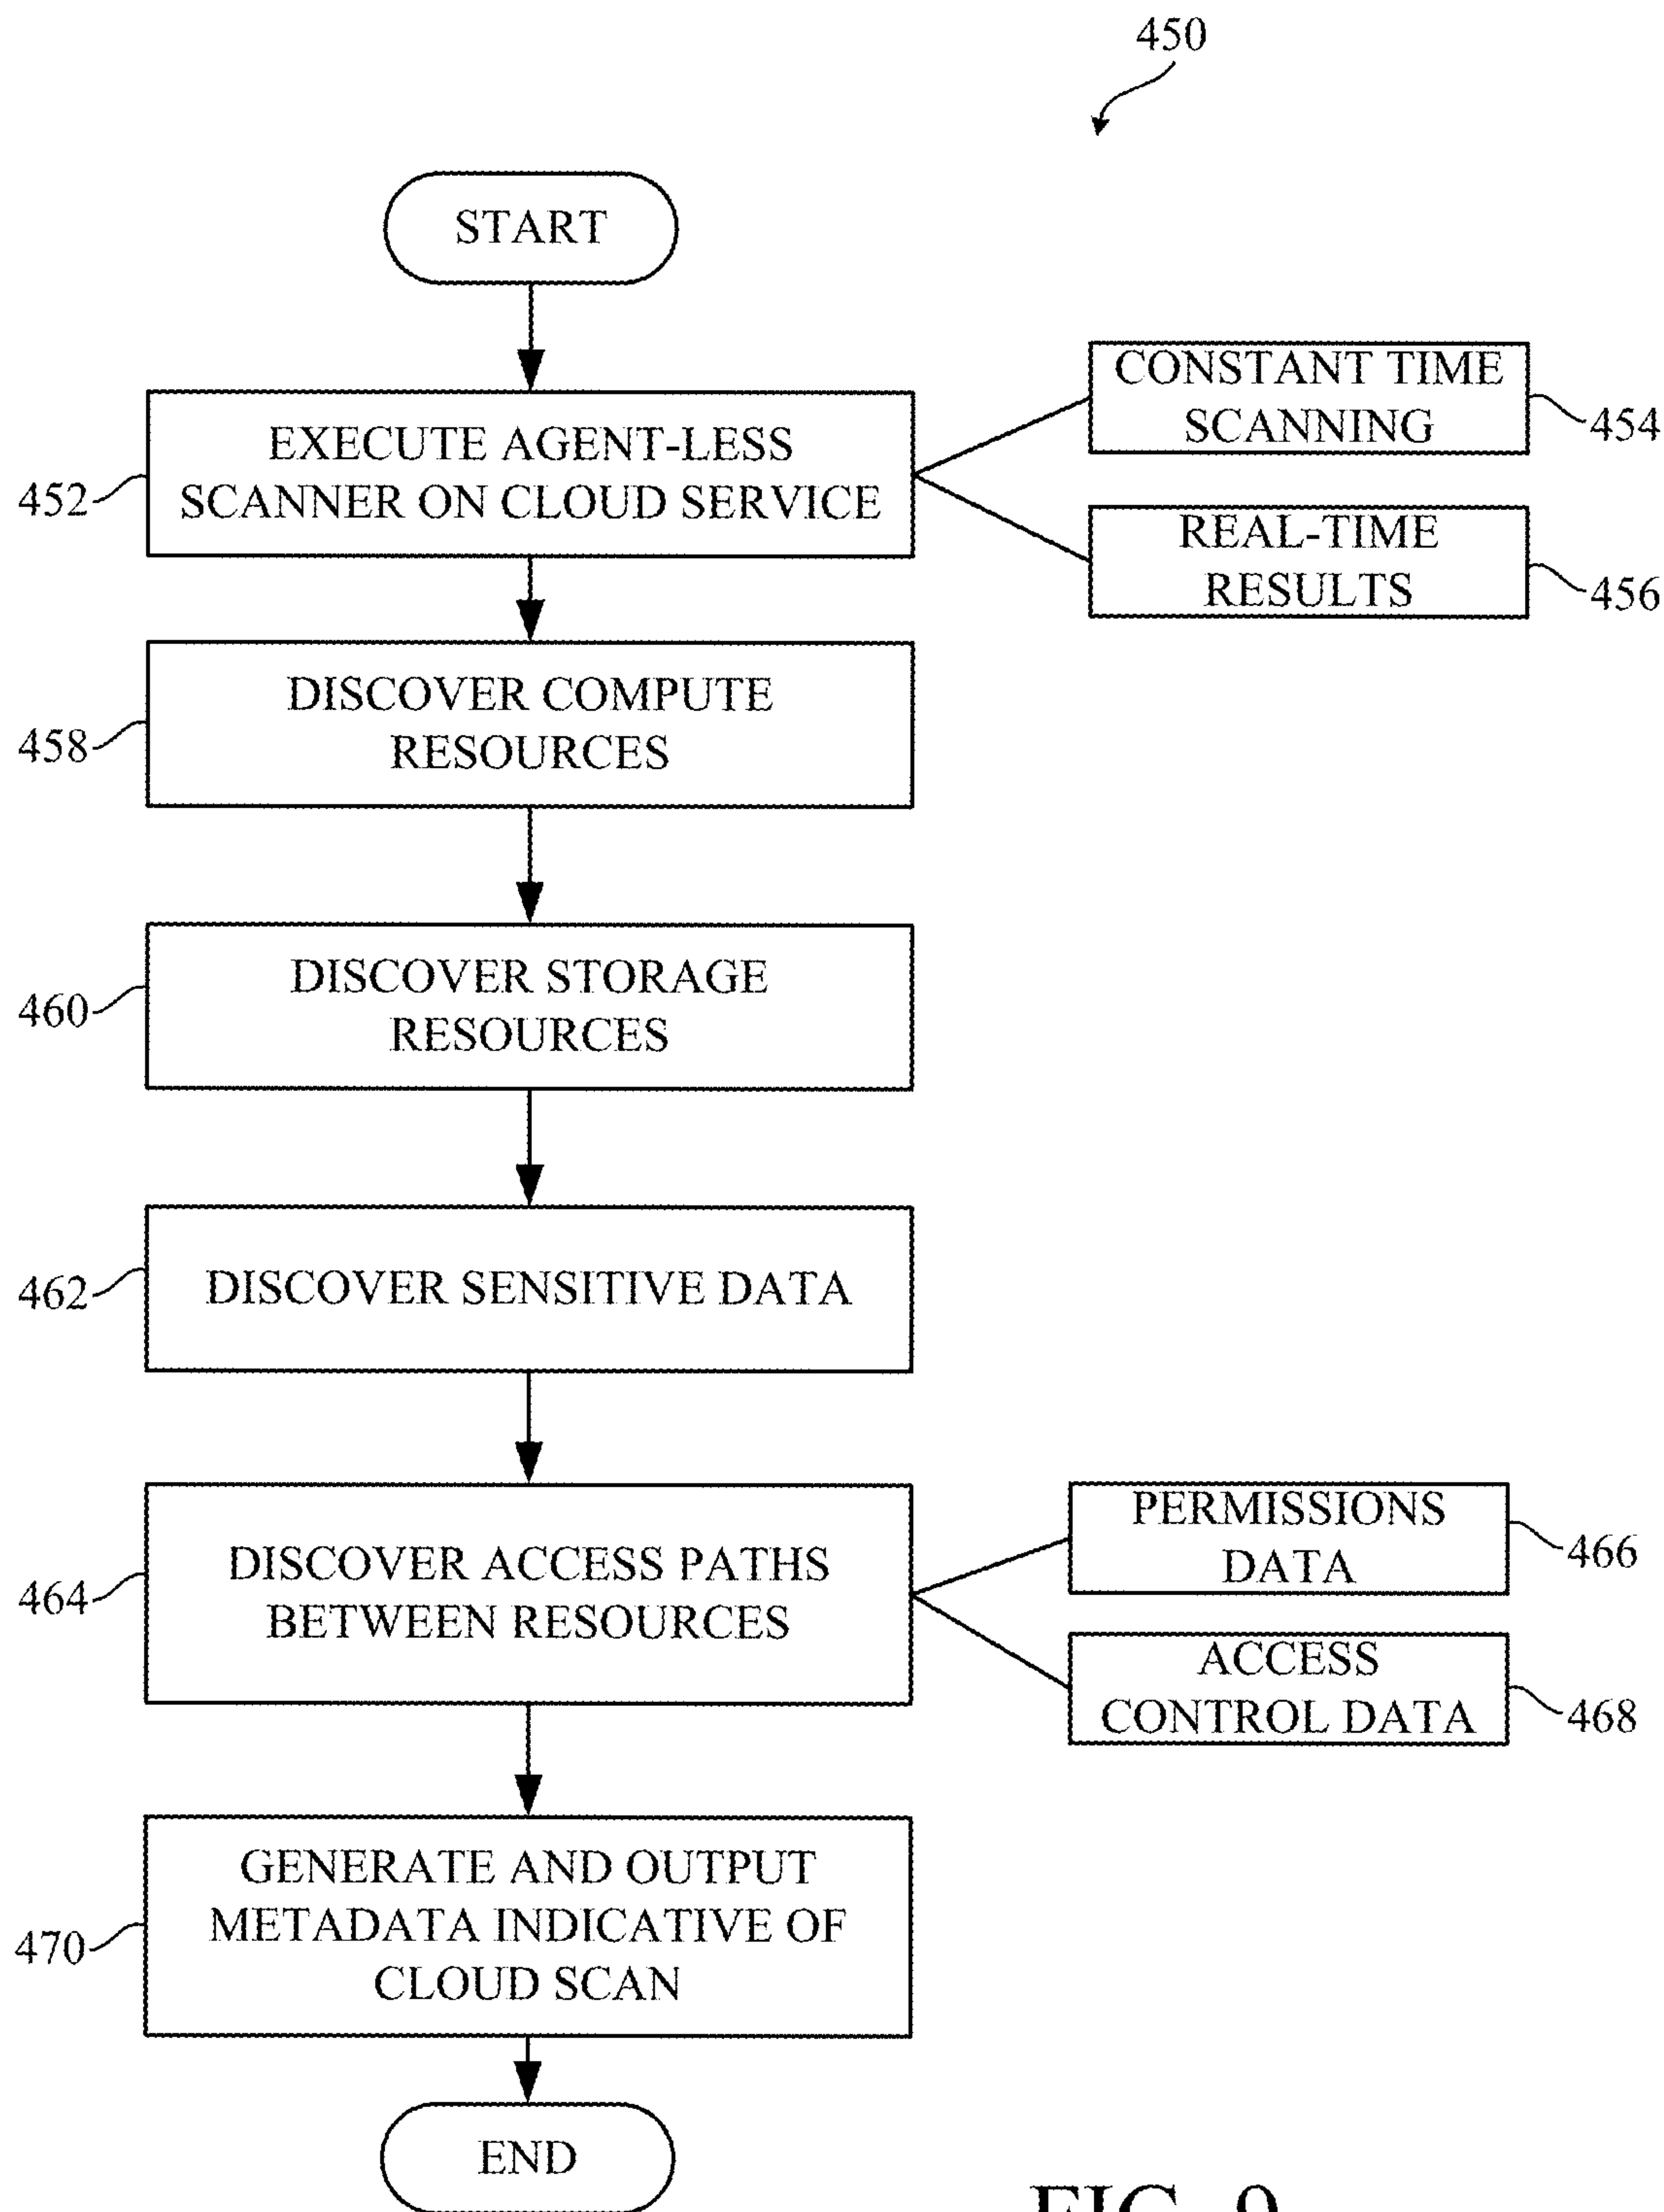 450
START
EXECUTE AGENT-LESS
SCANNER ON CLOUD SERVICE
452
CONSTANT TIME
SCANNING
454
REAL-TIME
RESULTS
456
DISCOVER COMPUTE
RESOURCES
458
DISCOVER STORAGE
RESOURCES
460
DISCOVER SENSITIVE DATA
462
DISCOVER ACCESS PATHS
BETWEEN RESOURCES
464
PERMISSIONS
DATA
466
ACCESS
CONTROL DATA
468
GENERATE AND OUTPUT
METADATA INDICATIVE OF
CLOUD SCAN
470
END
FIG. 9